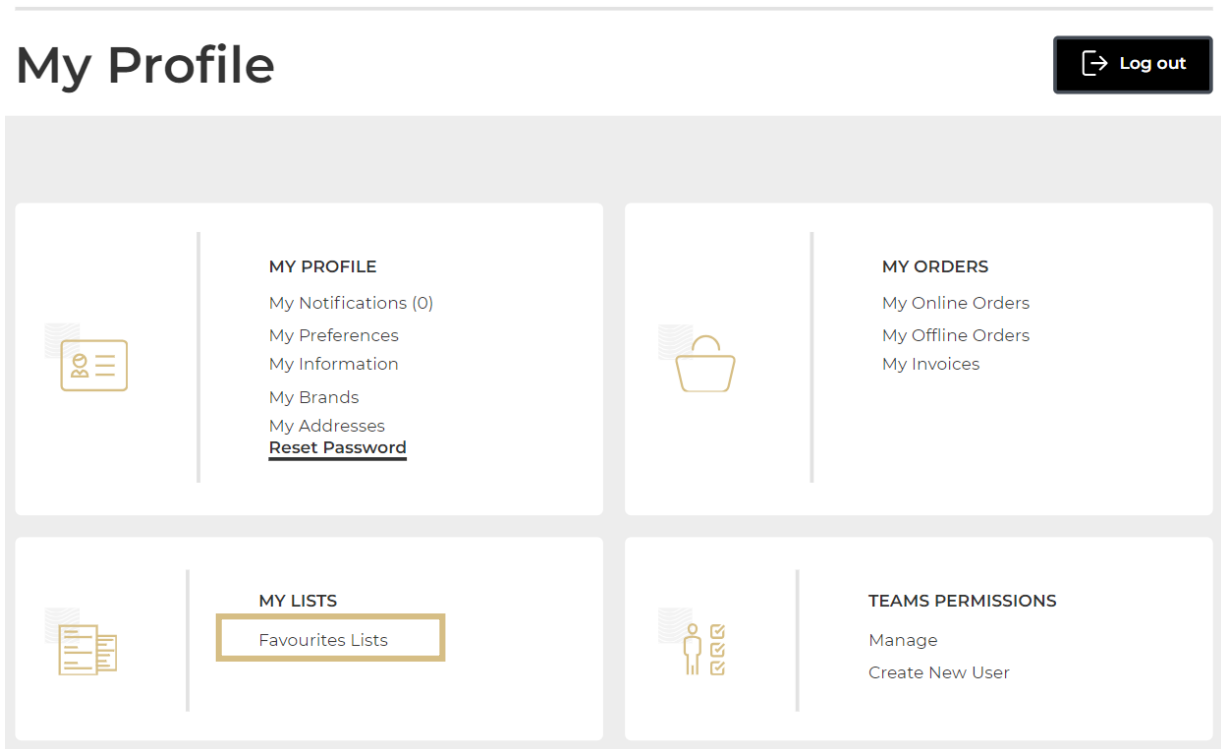 My Profile
Log out
MY PROFILE
My Notifications (0)
My Preferences
My Information
My Brands
My Addresses
Reset Password
MY ORDERS
My Online Orders
My Offline Orders
My Invoices
MY LISTS
Favourites Lists
TEAMS PERMISSIONS
Manage
Create New User